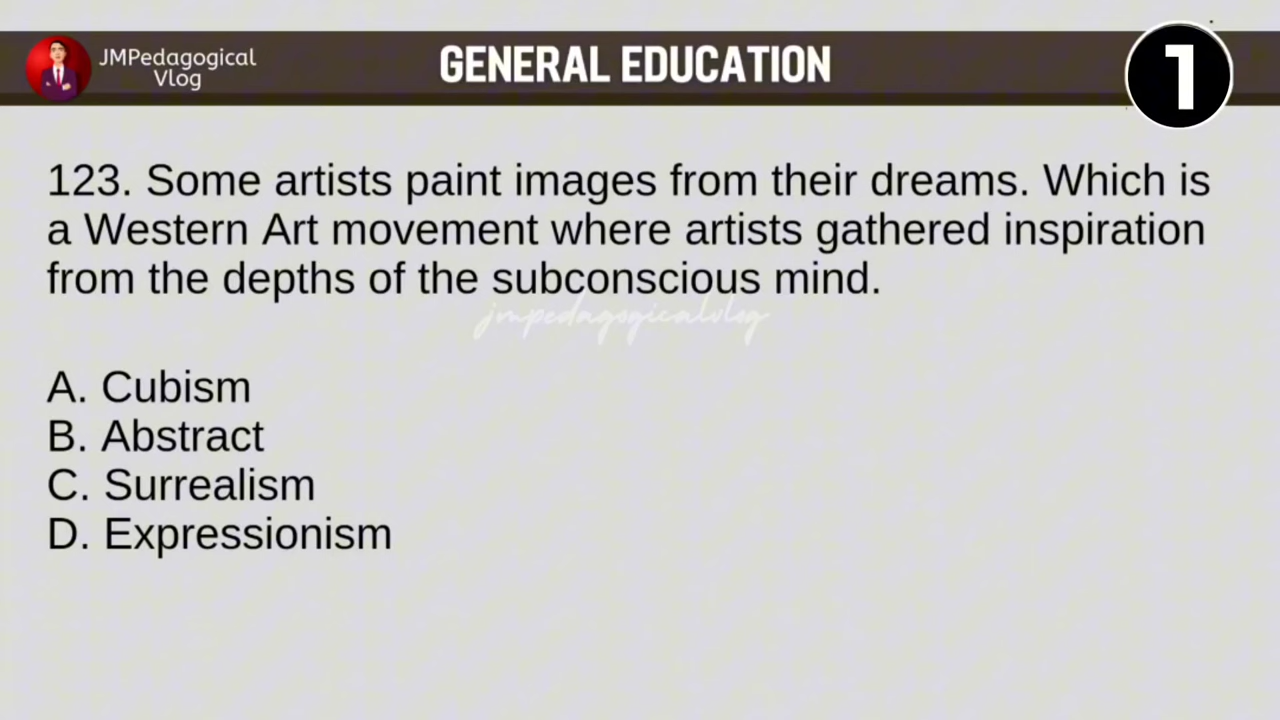 JMPedagogical
Vlog
GENERAL EDUCATION
1
123. Some artists paint images from their dreams. Which is
a Western Art movement where artists gathered inspiration
from the depths of the subconscious mind.
jmpedagogicalvlog
A. Cubism
B. Abstract
C. Surrealism
D. Expressionism